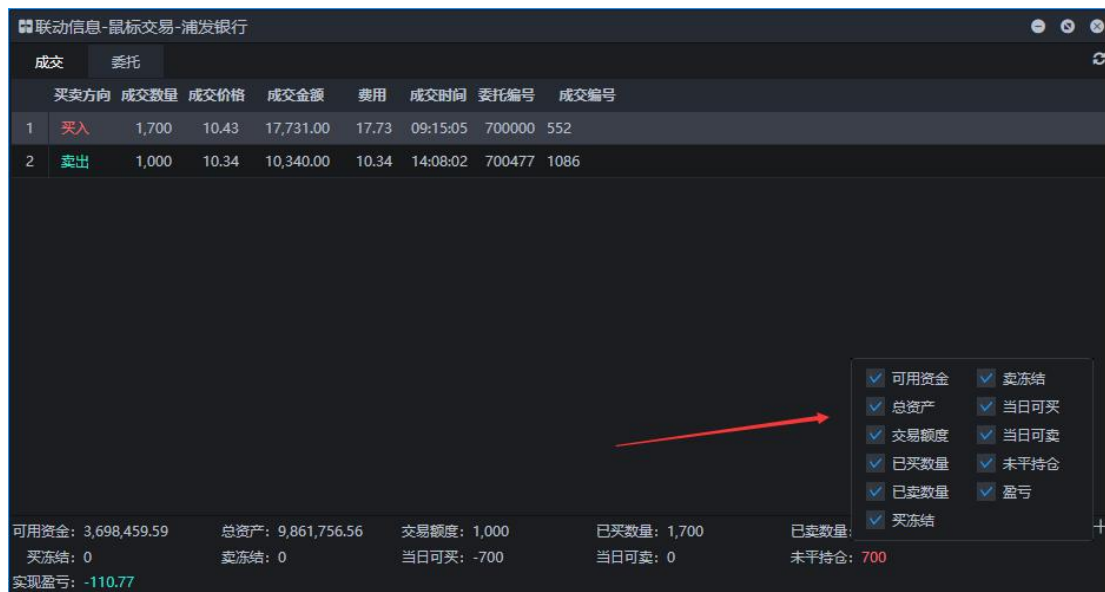 联动信息-鼠标交易-浦发银行
成交 委托
买卖方向 成交数量 成交价格 成交金额 费用 成交时间 委托编号 成交编号
1 买入 1,700 10.43 17,731.00 17.73 09:15:05 700000 552
2 卖出 1,000 10.34 10,340.00 10.34 14:08:02 700477 1086
可用资金 卖冻结
总资产 当日可买
交易额度 当日可卖
已买数量 未平持仓
已卖数量 盈亏
买冻结
可用资金: 3,698,459.59 总资产: 9,861,756.56 交易额度: 1,000 已买数量: 1,700 已卖数量:
买冻结: 0 卖冻结: 0 当日可买: -700 当日可卖: 0 未平持仓: 700
实现盈亏: -110.77